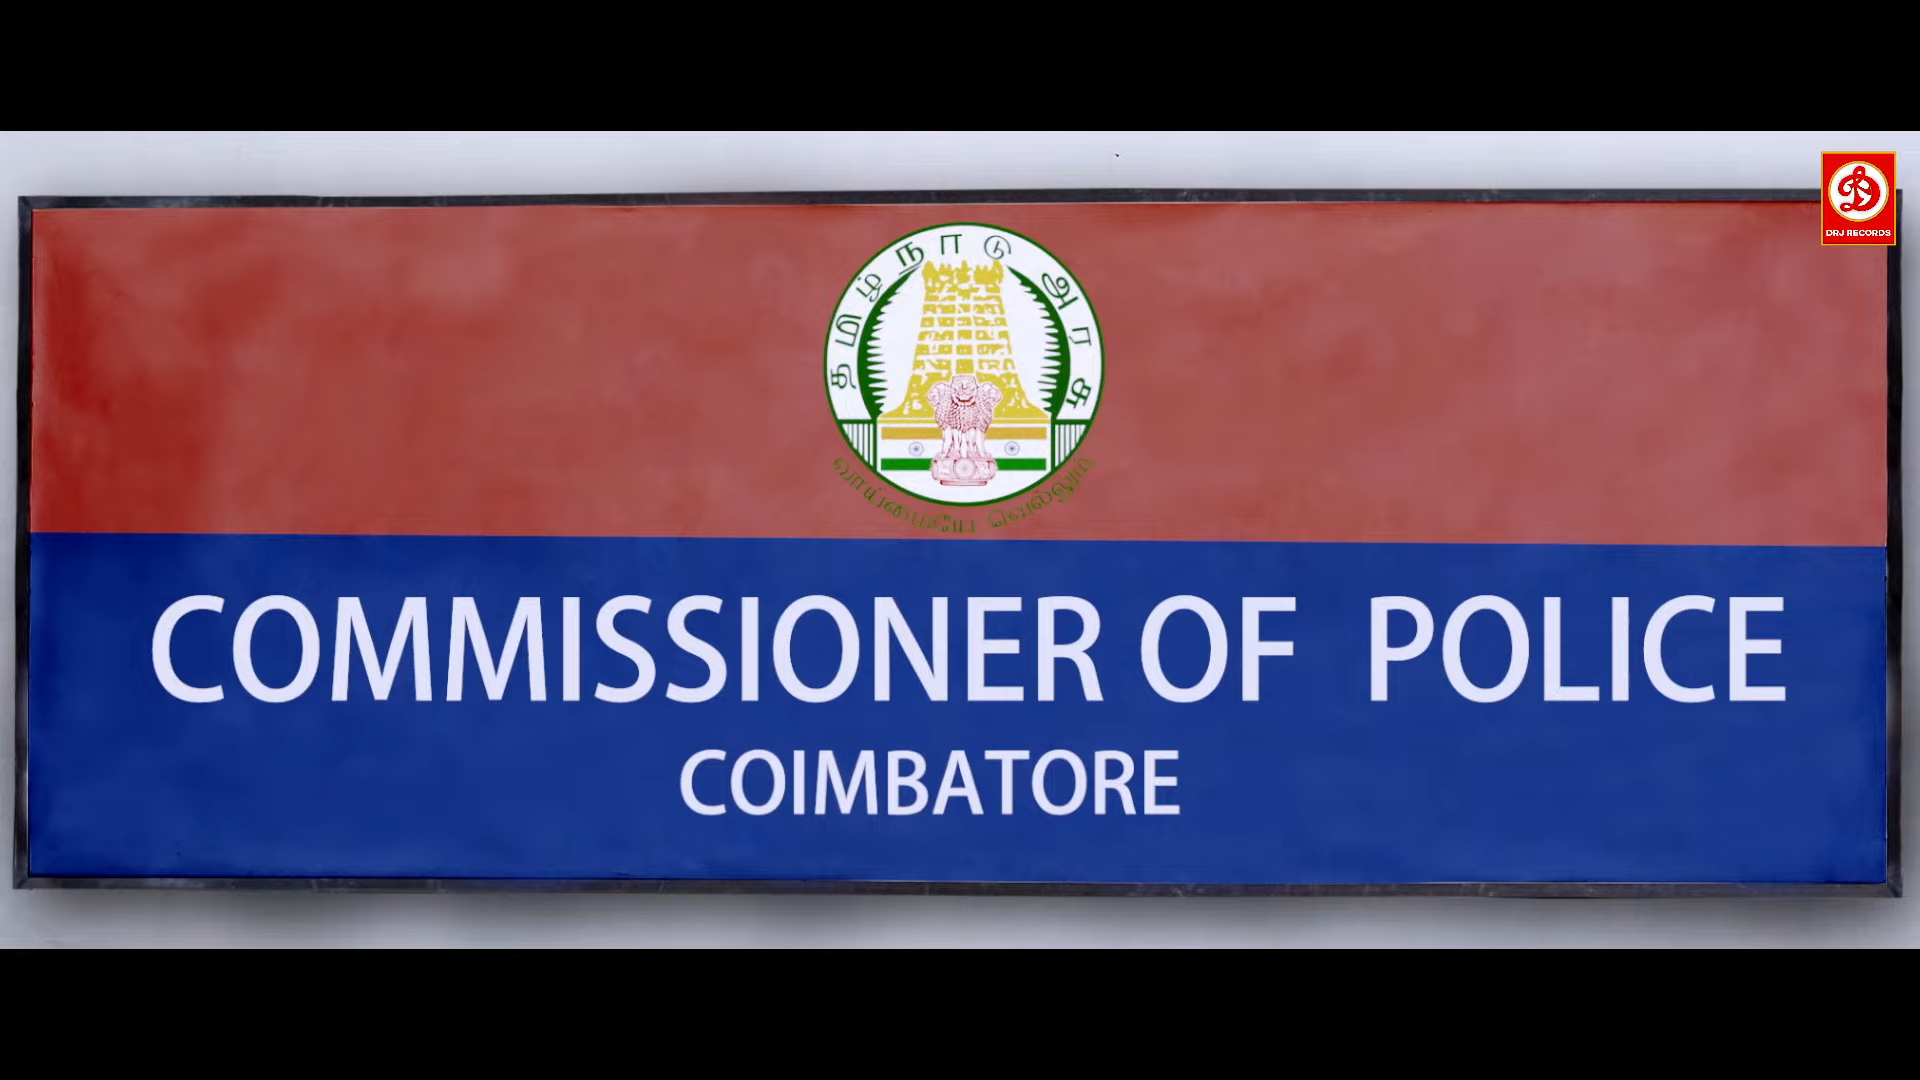 தமிழ் நாடு அரசு
வாய்மையே வெல்லும்
COMMISSIONER OF POLICE
COIMBATORE
DRJ RECORDS